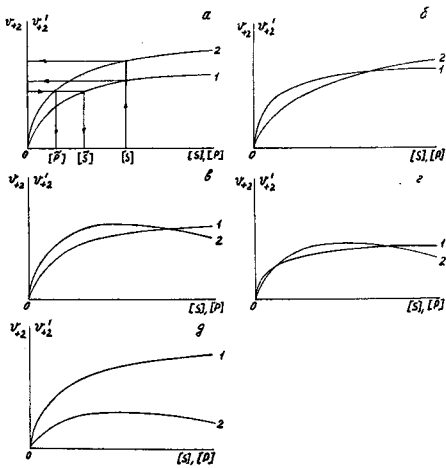 а
v₊₂ v₊₂′
2
1
0
[P̄] [S̄] [S] [S],[P]
б
v₊₂ v₊₂′
2
1
0
[S],[P]
в
v₊₂ v₊₂′
1
2
0
[S],[P]
г
v₊₂ v₊₂′
1
2
0
[S],[P]
д
v₊₂ v₊₂′
1
2
0
[S],[P]